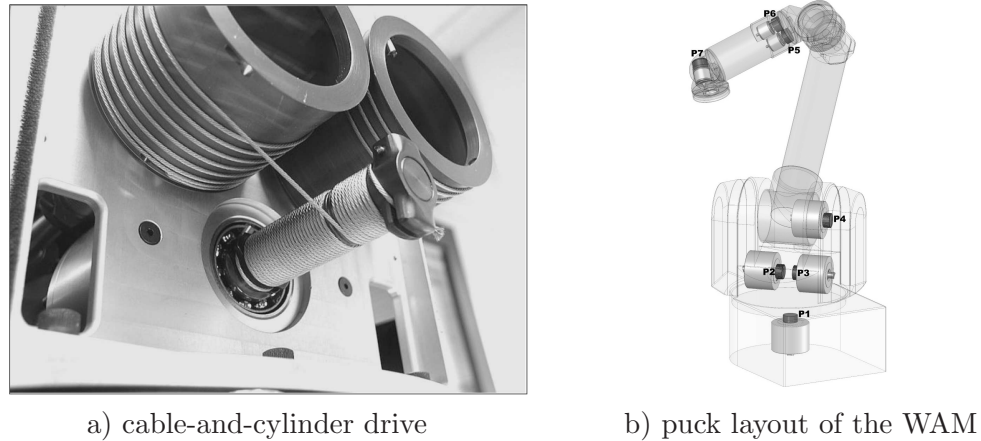 P6
P5
P7
P4
P2 P3
P1
a) cable-and-cylinder drive
b) puck layout of the WAM